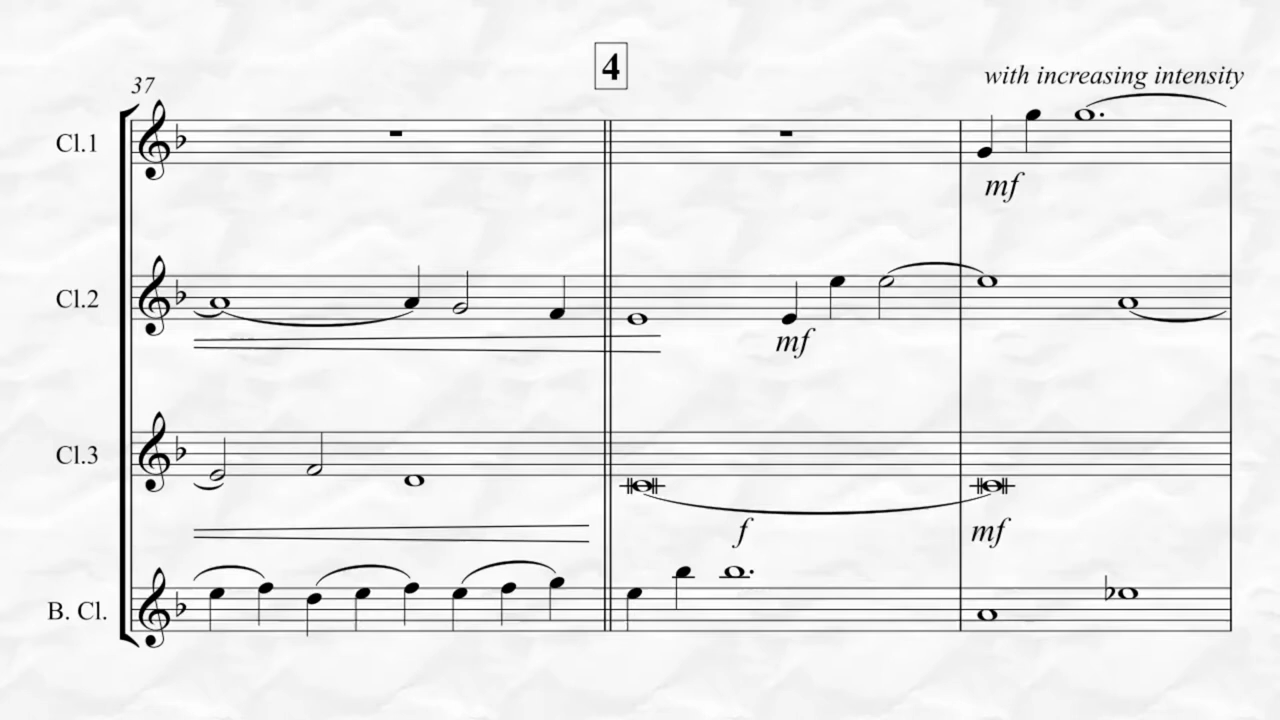 4
37
with increasing intensity
Cl.1
mf
Cl.2
mf
Cl.3
f mf
B. Cl.